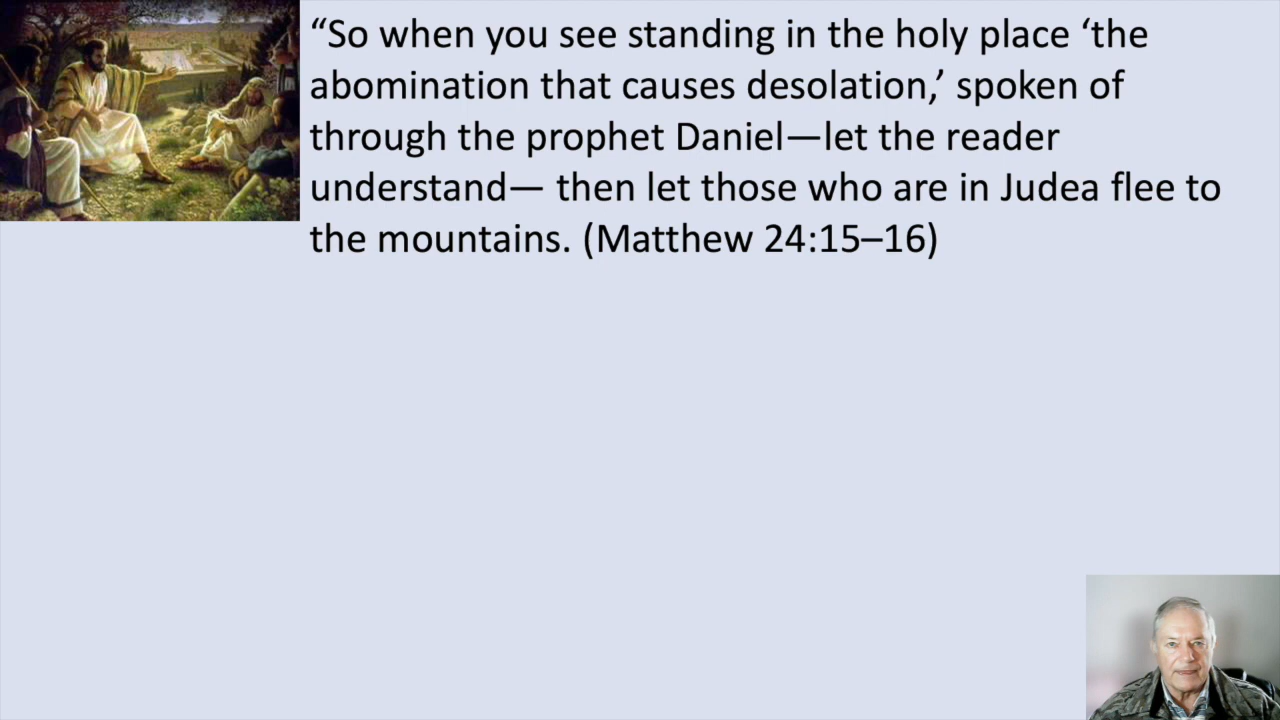 “So when you see standing in the holy place ‘the
abomination that causes desolation,’ spoken of
through the prophet Daniel—let the reader
understand— then let those who are in Judea flee to
the mountains. (Matthew 24:15–16)